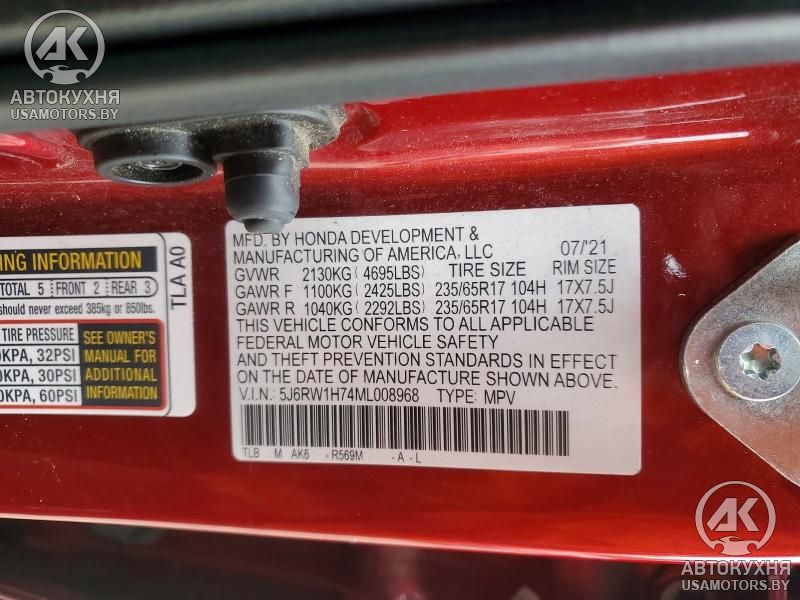 AK
АВТОКУХНЯ
USAMOTORS.BY
ING INFORMATION
TOTAL 5 FRONT 2 REAR 3
should never exceed 385kg or 850lbs.
TIRE PRESSURE
0KPA, 32PSI
0KPA, 30PSI
0KPA, 60PSI
SEE OWNER'S
MANUAL FOR
ADDITIONAL
INFORMATION
TLA A0
MFD. BY HONDA DEVELOPMENT &
MANUFACTURING OF AMERICA, LLC 07/'21
GVWR 2130KG ( 4695LBS) TIRE SIZE RIM SIZE
GAWR F 1100KG ( 2425LBS) 235/65R17 104H 17X7.5J
GAWR R 1040KG ( 2292LBS) 235/65R17 104H 17X7.5J
THIS VEHICLE CONFORMS TO ALL APPLICABLE
FEDERAL MOTOR VEHICLE SAFETY
AND THEFT PREVENTION STANDARDS IN EFFECT
ON THE DATE OF MANUFACTURE SHOWN ABOVE.
V.I.N.: 5J6RW1H74ML008968 TYPE: MPV
TLB M AK6 - R569M - A - L
AK
АВТОКУХНЯ
USAMOTORS.BY